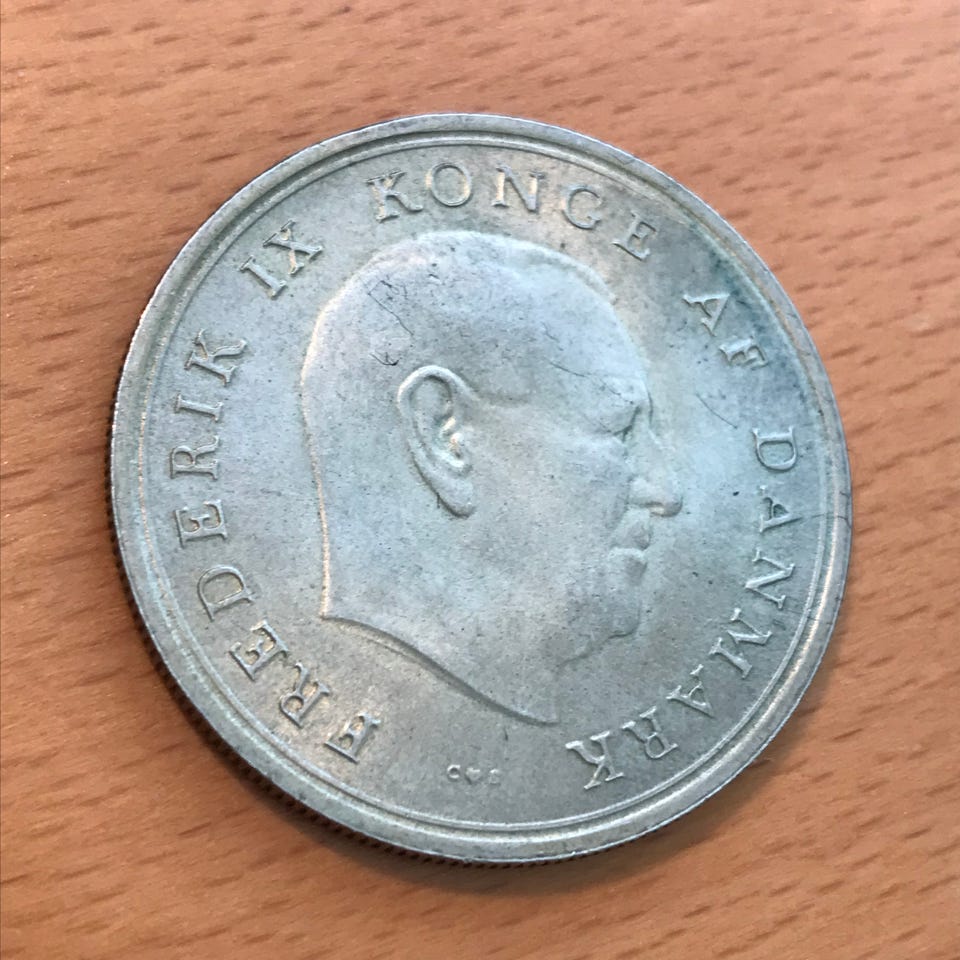 FREDERIK IX KONGE AF DANMARK
C♥S